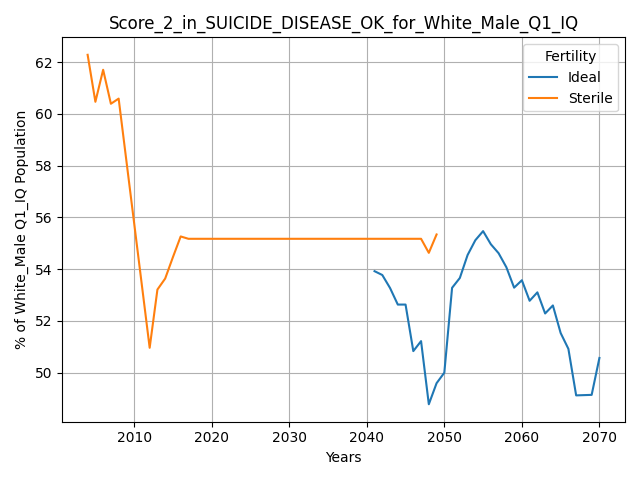 Score_2_in_SUICIDE_DISEASE_OK_for_White_Male_Q1_IQ
% of White_Male Q1_IQ Population
62
60
58
56
54
52
50
Fertility
Ideal
Sterile
2010 2020 2030 2040 2050 2060 2070
Years